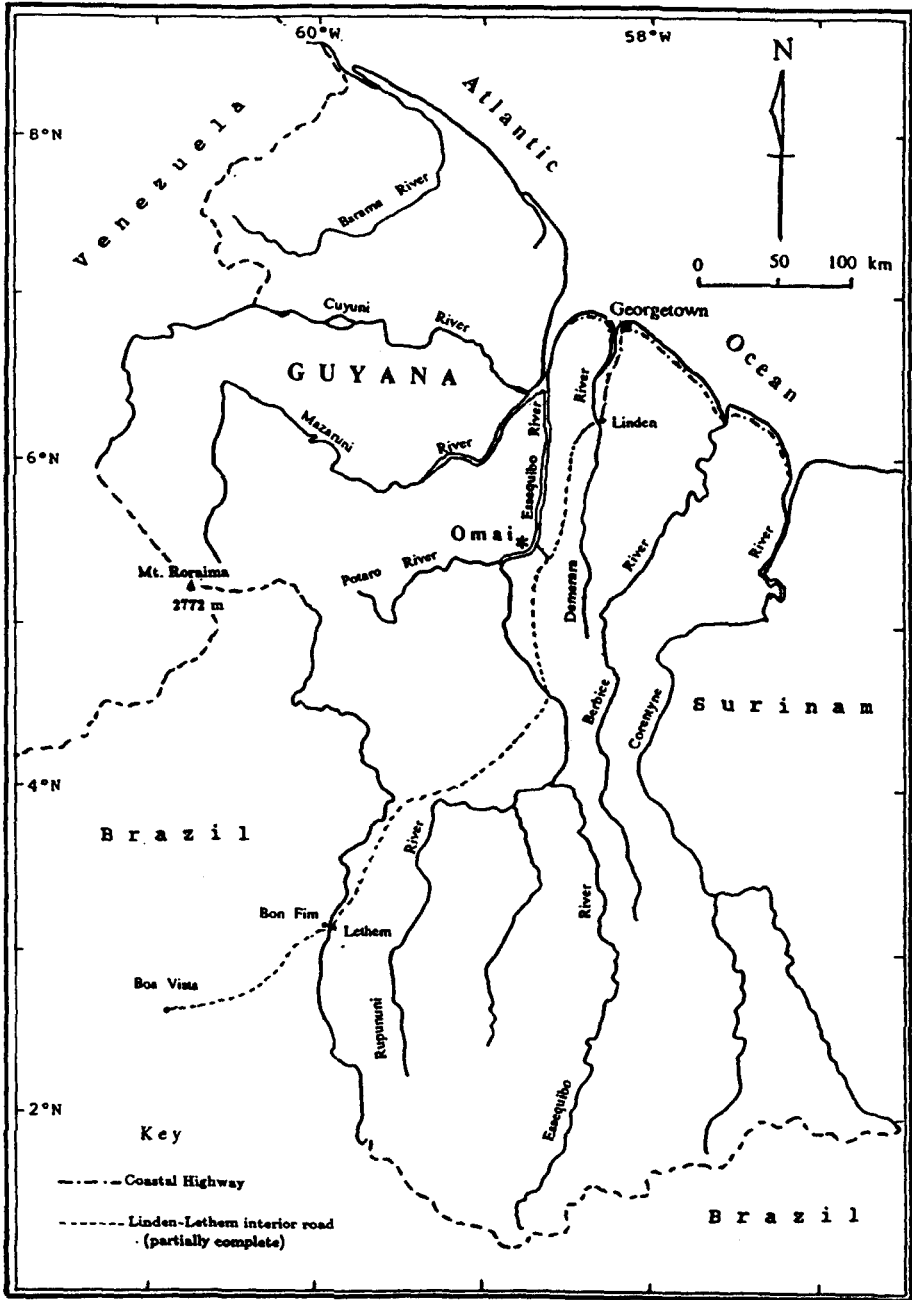 60°W
58°W
N
Atlantic
8°N
Venezuela
Barama River
0 50 100 km
Cuyuni River
Georgetown
Ocean
GUYANA
River
Linden
Mazaruni River
6°N
Essequibo River
Omai *
River
River
Potaro River
Mt. Roraima
2772 m
Damarara
Berbice
Corentyne
Surinam
4°N
Brazil
River
River
Bon Fim
Lethem
Boa Vista
Rupununi
2°N
Essequibo
Key
Coastal Highway
Brazil
Linden-Lethem interior road
(partially complete)